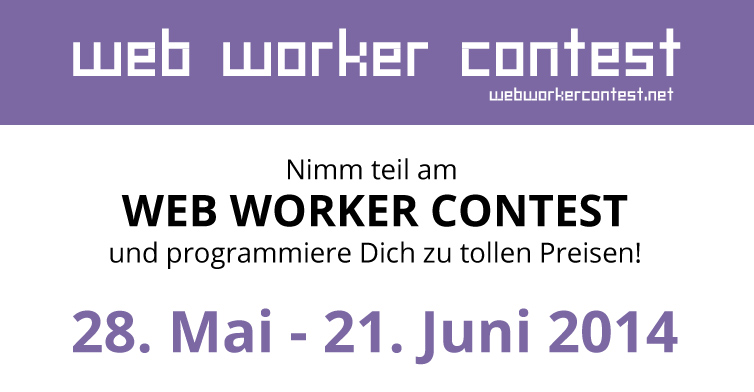 web worker contest
webworkercontest.net
Nimm teil am
WEB WORKER CONTEST
und programmiere Dich zu tollen Preisen!
28. Mai - 21. Juni 2014